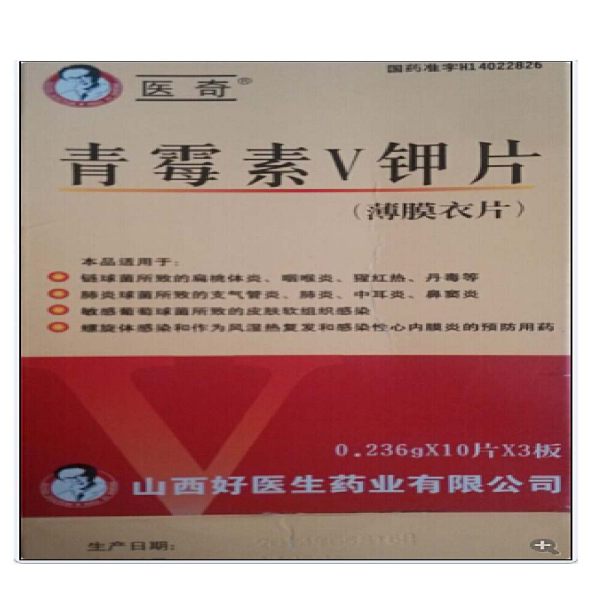 国药准字H14022826
医奇®
青霉素V钾片
（薄膜衣片）
本品适用于：
链球菌所致的扁桃体炎、咽喉炎、猩红热、丹毒等
肺炎球菌所致的支气管炎、肺炎、中耳炎、鼻窦炎
敏感葡萄球菌所致的皮肤软组织感染
螺旋体感染和作为风湿热复发和感染性心内膜炎的预防用药
0.236gX10片X3板
山西好医生药业有限公司
生产日期：